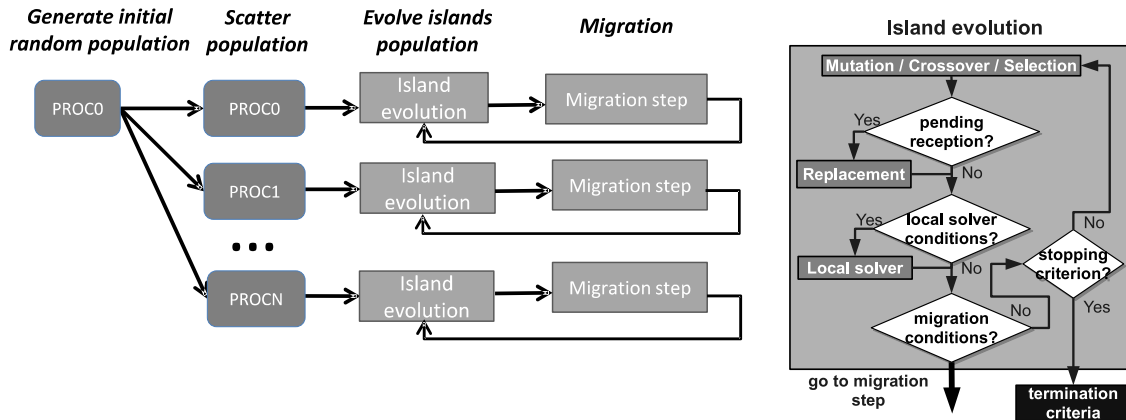 Generate initial
random population
Scatter
population
Evolve islands
population
Migration
PROC0
PROC0
Island
evolution
Migration step
PROC1
Island
evolution
Migration step
...
PROCN
Island
evolution
Migration step
Island evolution
Mutation / Crossover / Selection
pending
reception?
Yes
No
Replacement
local solver
conditions?
Yes
No
Local solver
migration
conditions?
No
stopping
criterion?
No
Yes
go to migration
step
termination
criteria